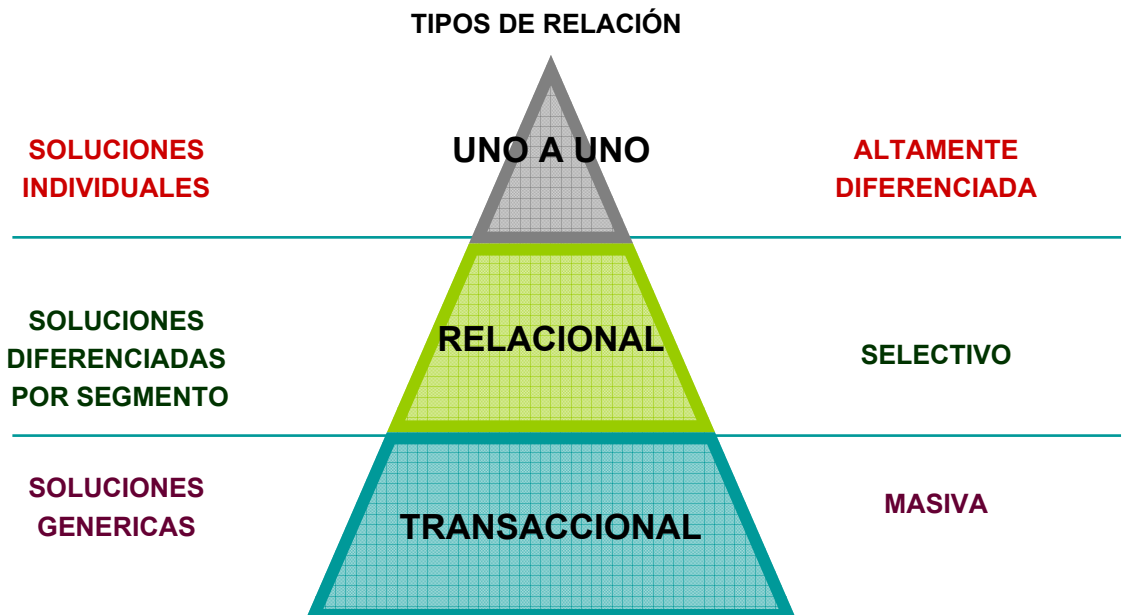 TIPOS DE RELACIÓN
SOLUCIONES
INDIVIDUALES
UNO A UNO
ALTAMENTE
DIFERENCIADA
SOLUCIONES
DIFERENCIADAS
POR SEGMENTO
RELACIONAL
SELECTIVO
SOLUCIONES
GENERICAS
TRANSACCIONAL
MASIVA